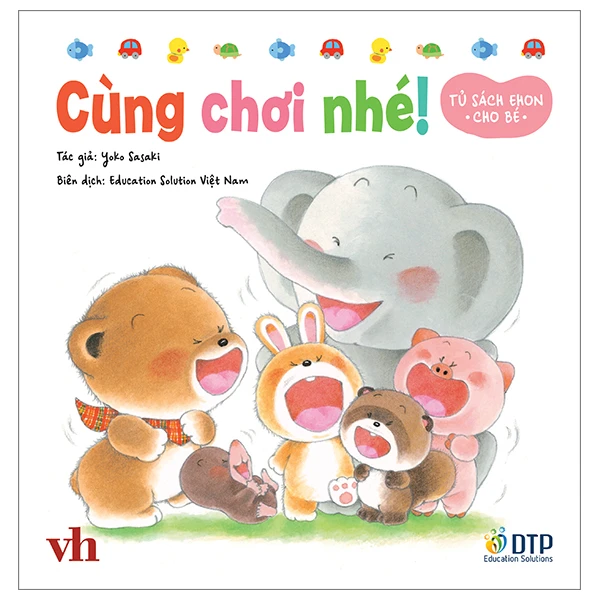 Cùng chơi nhé!
TỦ SÁCH EHON
• CHO BÉ •
Tác giả: Yoko Sasaki
Biên dịch: Education Solution Việt Nam
vh
DTP
Education Solutions